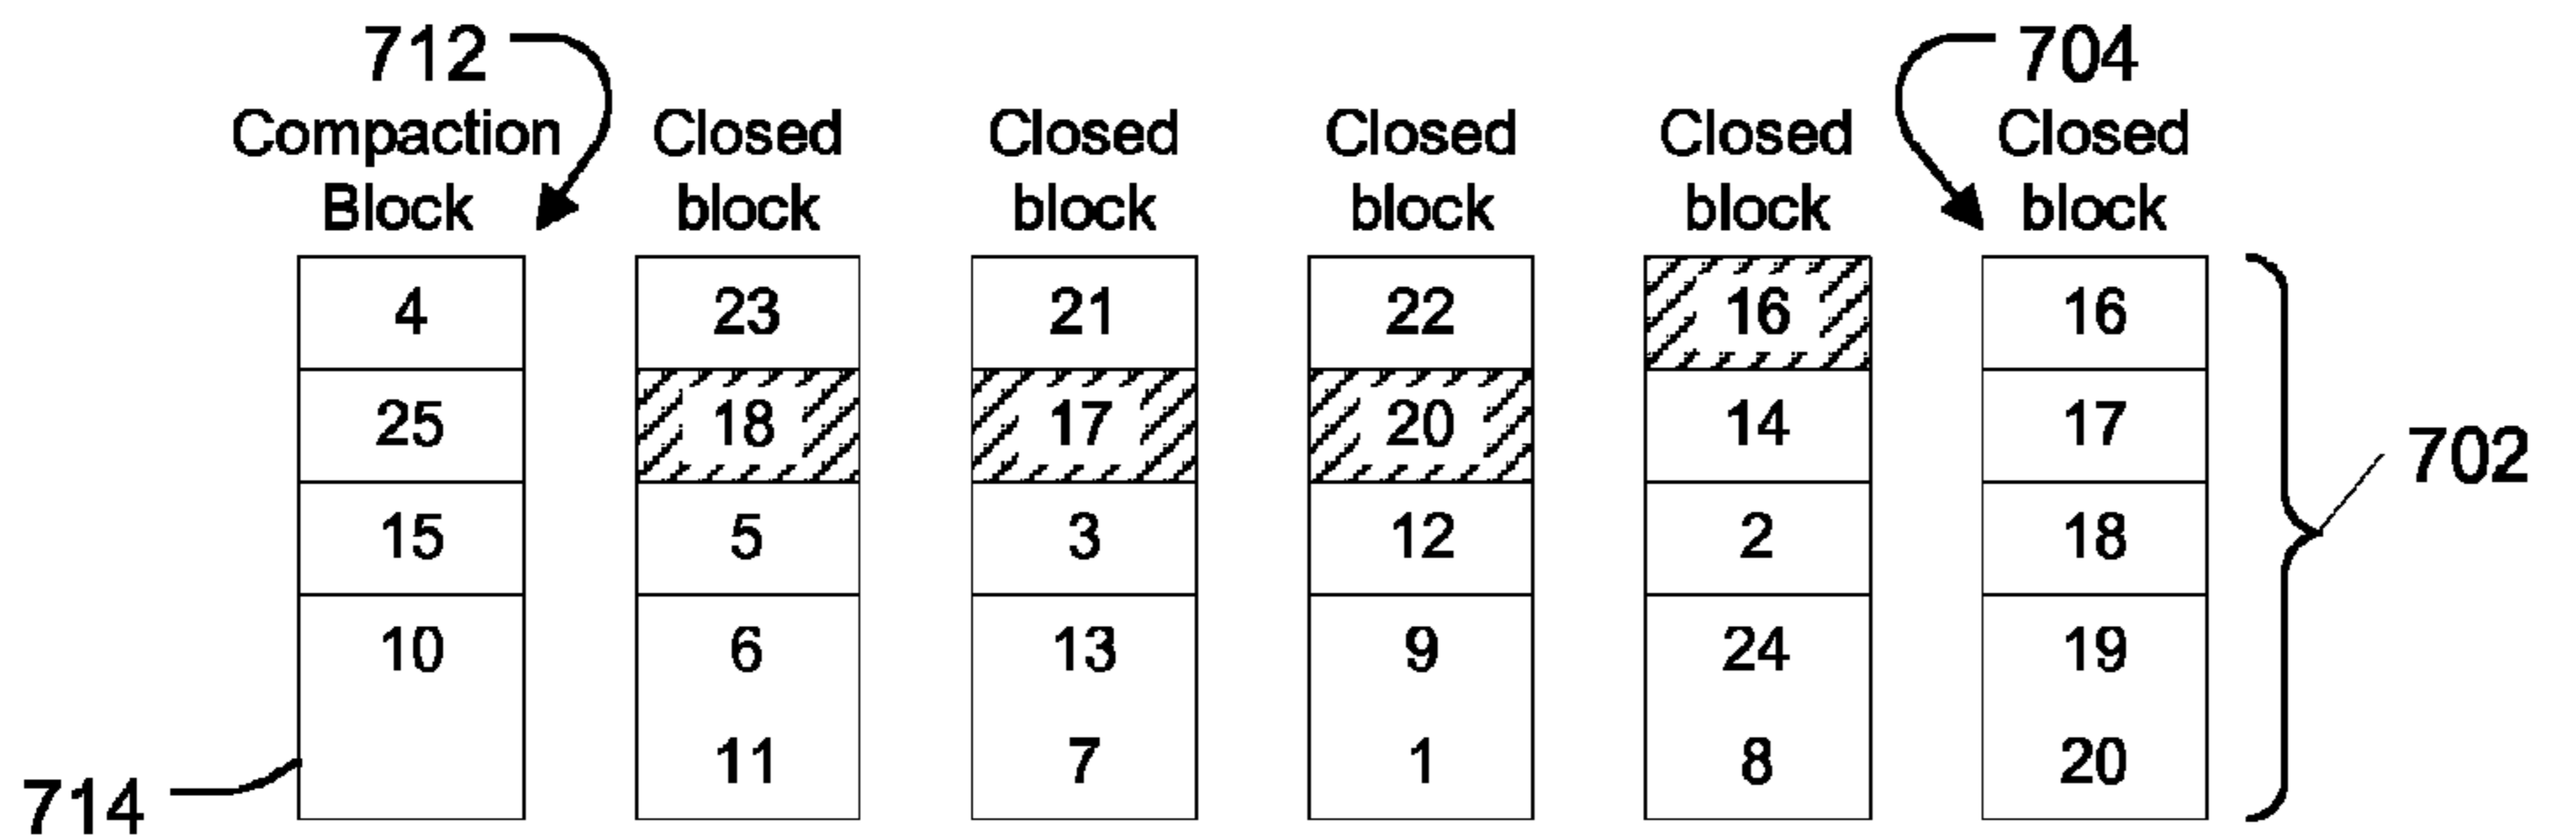 712 704
Compaction Closed Closed Closed Closed Closed
Block block block block block block
4 23 21 22 16 16
25 18 17 20 14 17
702
15 5 3 12 2 18
10 6 13 9 24 19
11 7 1 8 20
714